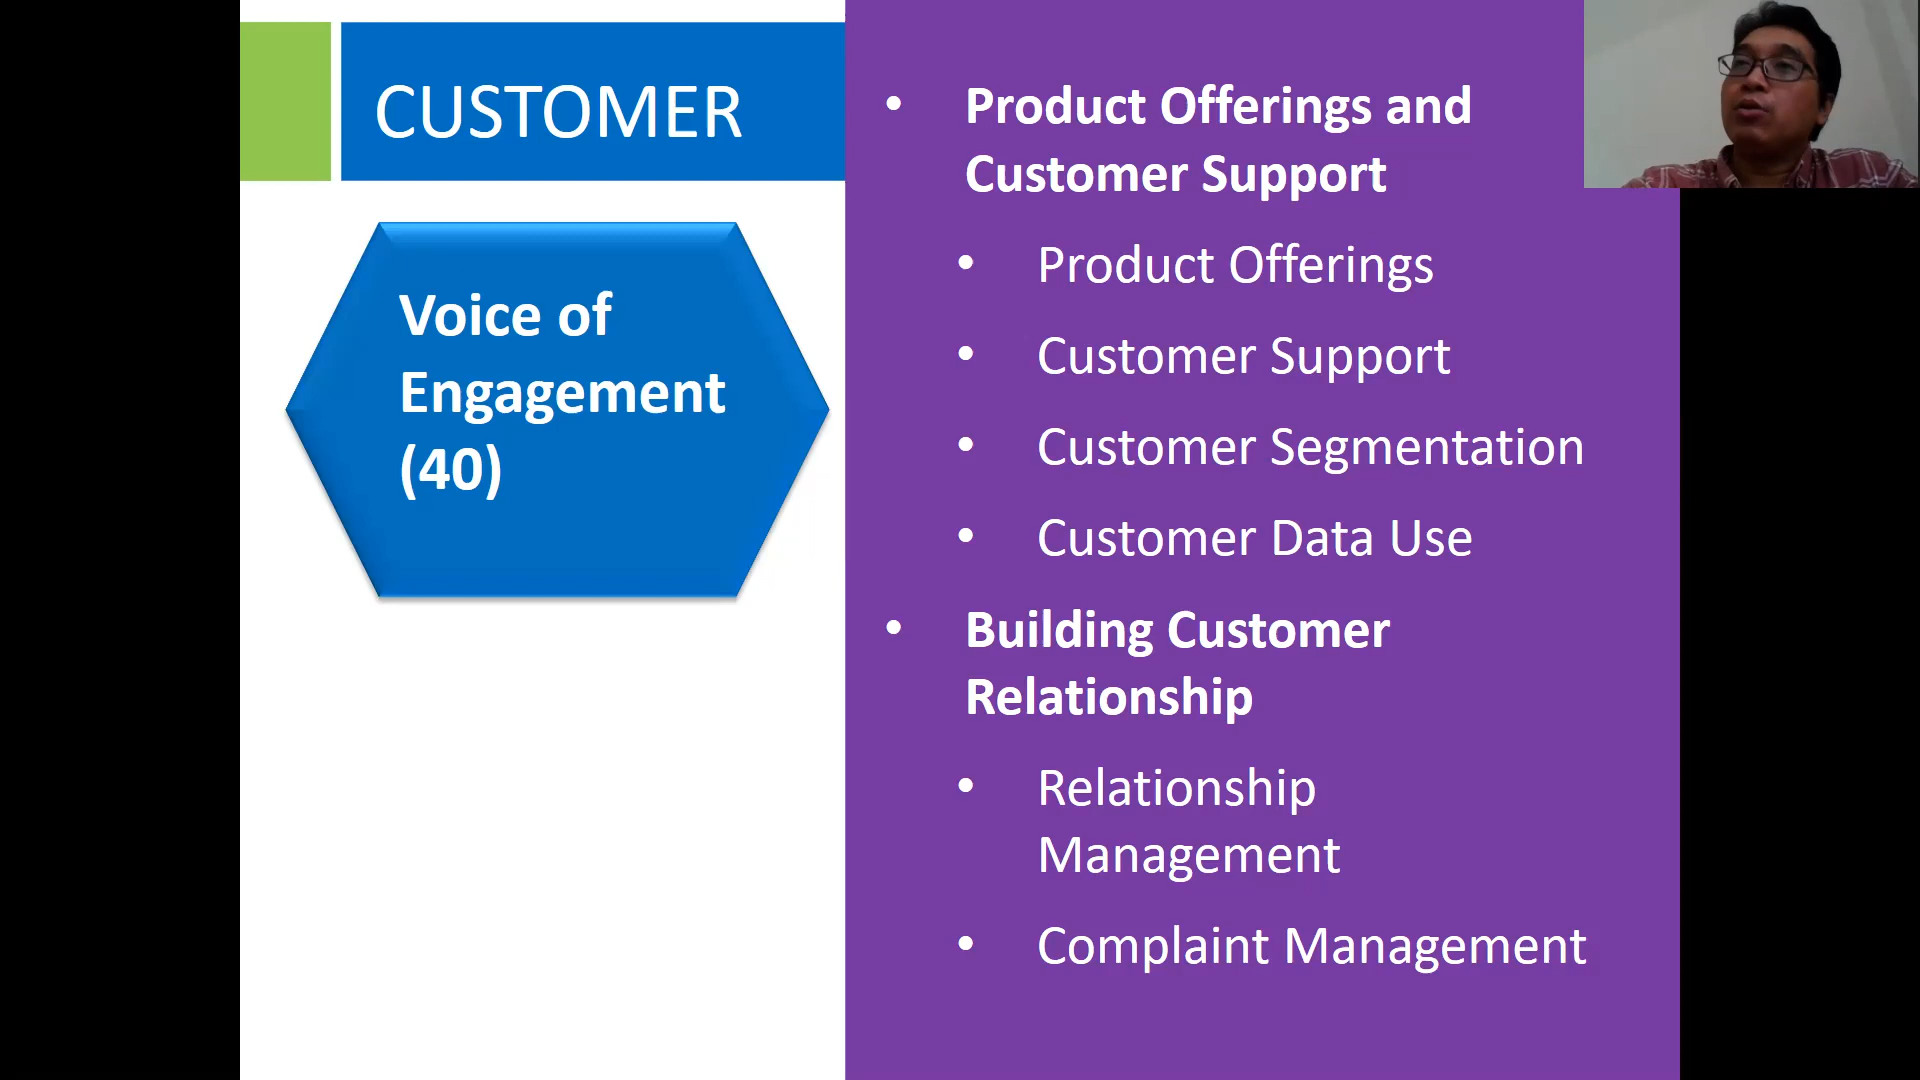 CUSTOMER
Voice of
Engagement
(40)
• Product Offerings and
Customer Support
• Product Offerings
• Customer Support
• Customer Segmentation
• Customer Data Use
• Building Customer
Relationship
• Relationship
Management
• Complaint Management